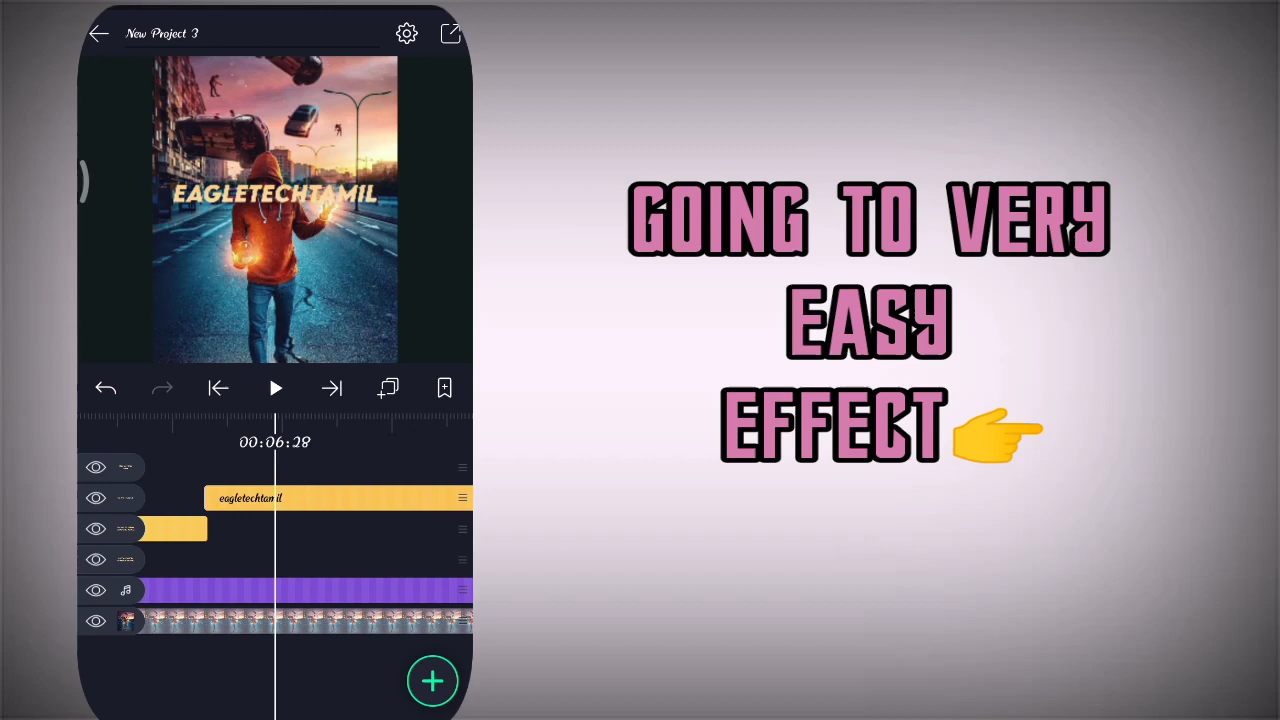 New Project 3
EAGLETECHTAMIL
00:06:28
eagletechtamil
GOING TO VERY
EASY
EFFECT👉